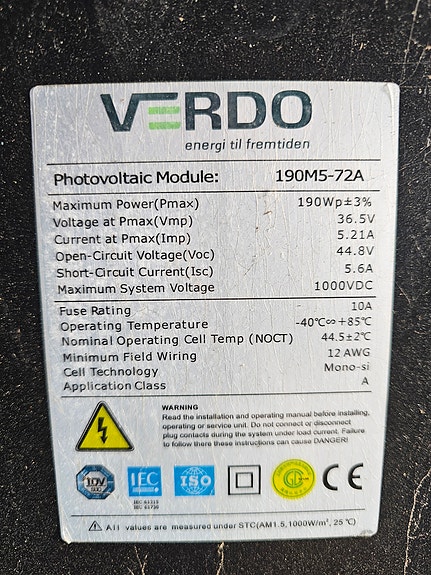 VERDO
energi til fremtiden
Photovoltaic Module: 190M5-72A
Maximum Power(Pmax) 190Wp±3%
Voltage at Pmax(Vmp) 36.5V
Current at Pmax(Imp) 5.21A
Open-Circuit Voltage(Voc) 44.8V
Short-Circuit Current(Isc) 5.6A
Maximum System Voltage 1000VDC
Fuse Rating 10A
Operating Temperature -40℃∽+85℃
Nominal Operating Cell Temp (NOCT) 44.5±2℃
Minimum Field Wiring 12 AWG
Cell Technology Mono-si
Application Class A
WARNING
Read the installation and operating manual before installing,
operating or service unit. Do not connect or disconnect
plug contacts during the system under load current. Failure
to follow there these instructions can cause DANGER!
IEC ISO CE
IEC 61215
IEC 61730
All values are measured under STC(AM1.5,1000W/m², 25℃)